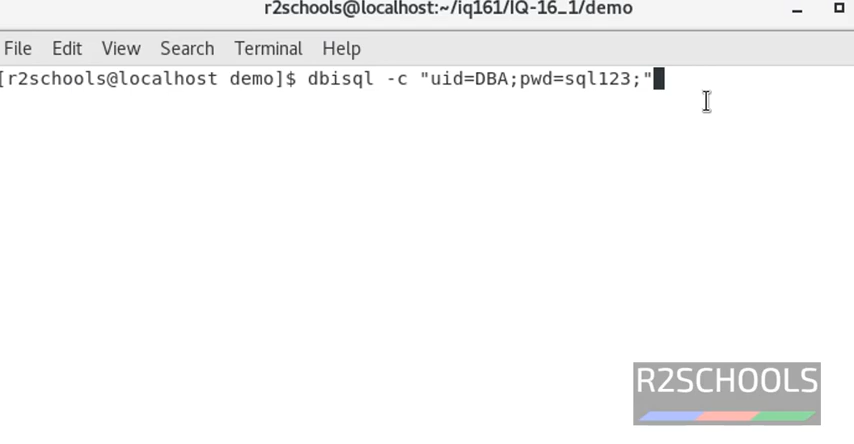 r2schools@localhost:~/iq161/IQ-16_1/demo
File Edit View Search Terminal Help
[r2schools@localhost demo]$ dbisql -c "uid=DBA;pwd=sql123;"
R2SCHOOLS